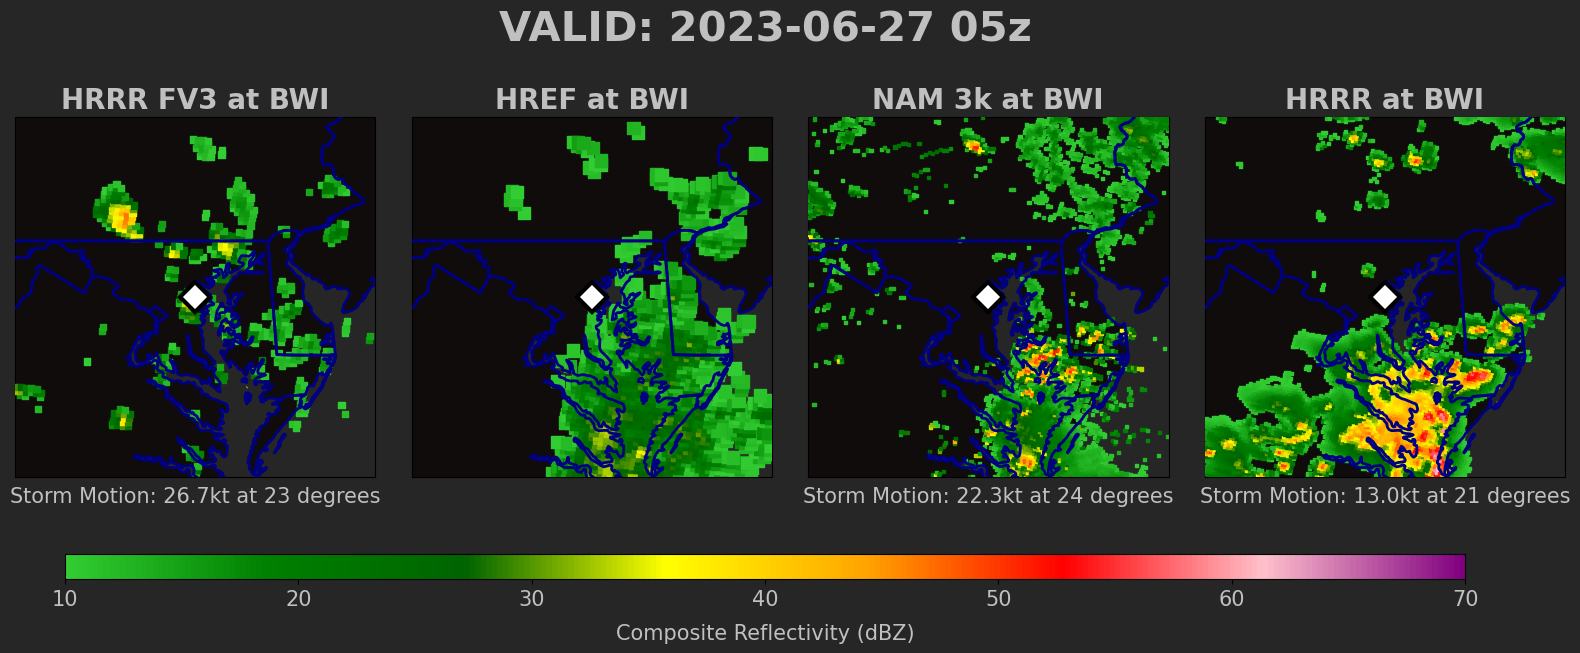 VALID: 2023-06-27 05z
HRRR FV3 at BWI
HREF at BWI
NAM 3k at BWI
HRRR at BWI
Storm Motion: 26.7kt at 23 degrees
Storm Motion: 22.3kt at 24 degrees
Storm Motion: 13.0kt at 21 degrees
10 20 30 40 50 60 70
Composite Reflectivity (dBZ)